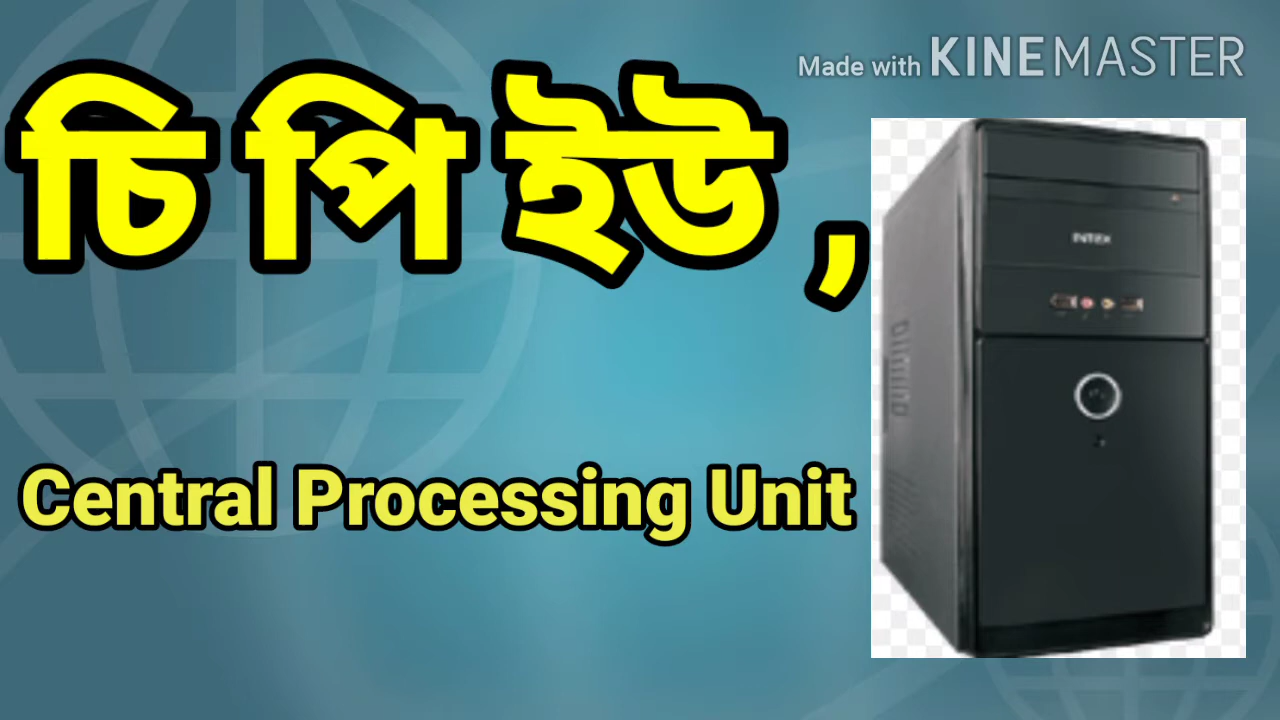 Made with KINEMASTER
চি পি ইউ ,
INTEX
Central Processing Unit